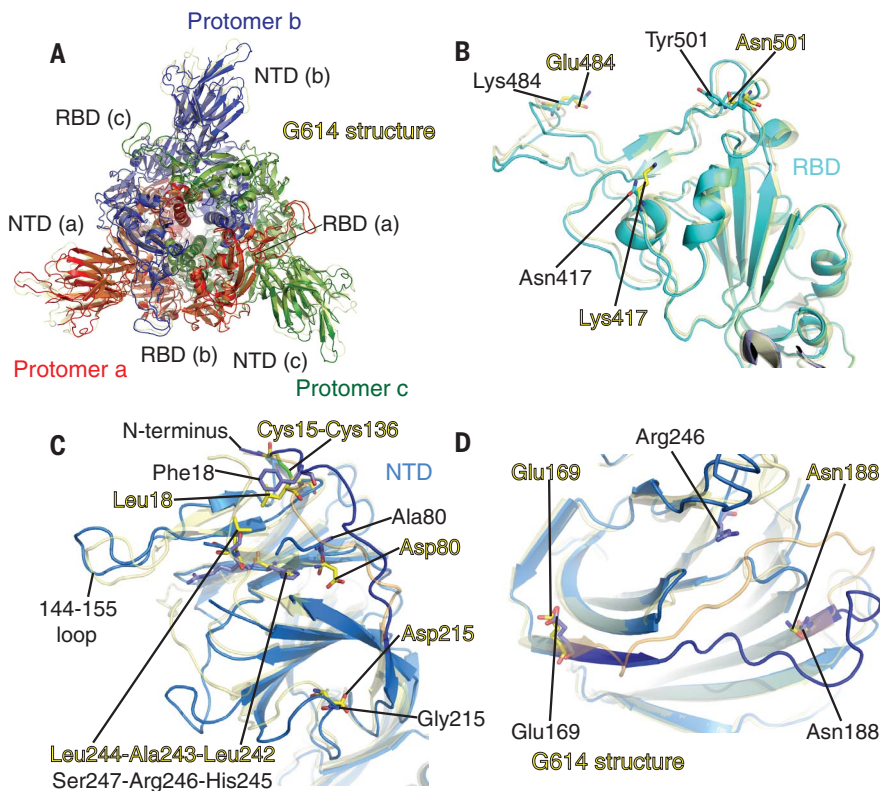 A
Protomer b
NTD (b)
RBD (c)
G614 structure
NTD (a)
RBD (a)
RBD (b)
NTD (c)
Protomer a
Protomer c
B
Tyr501
Asn501
Glu484
Lys484
RBD
Asn417
Lys417
C
N-terminus
Cys15-Cys136
Phe18
NTD
Leu18
Ala80
Asp80
144-155
loop
Asp215
Gly215
Leu244-Ala243-Leu242
Ser247-Arg246-His245
D
Arg246
Glu169
Asn188
Glu169
Asn188
G614 structure